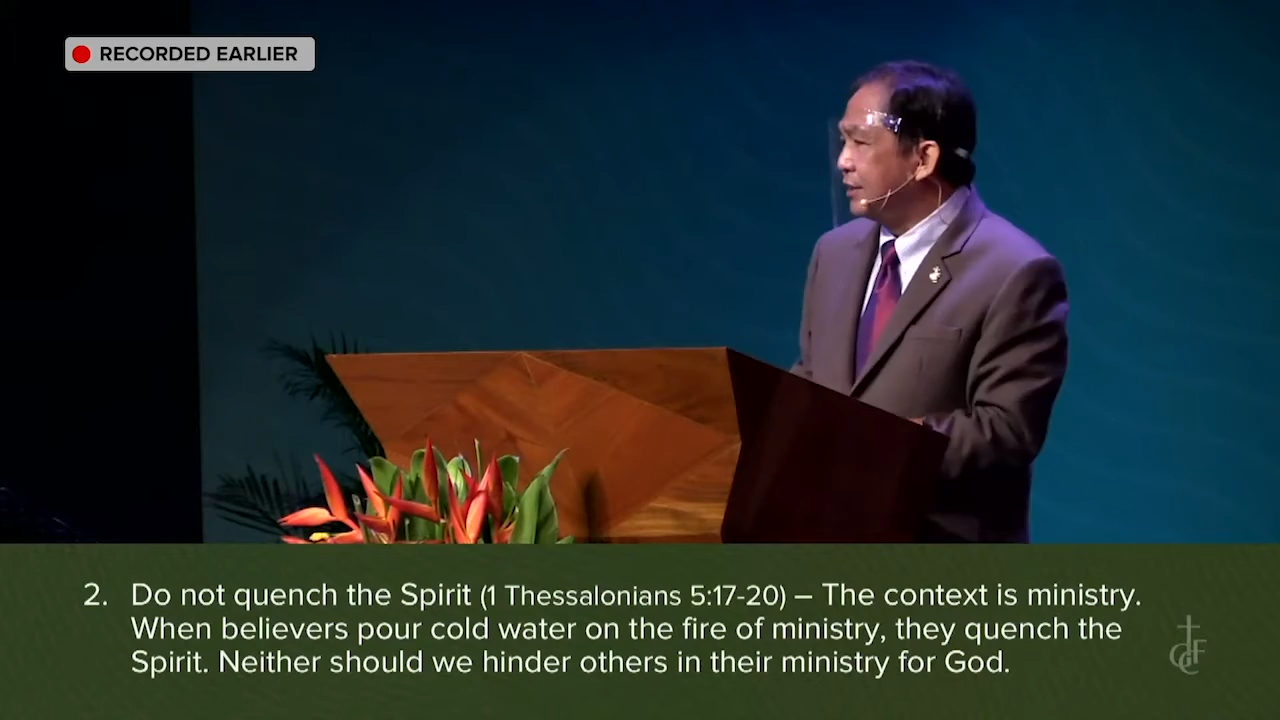 RECORDED EARLIER
2. Do not quench the Spirit (1 Thessalonians 5:17-20) – The context is ministry.
When believers pour cold water on the fire of ministry, they quench the
Spirit. Neither should we hinder others in their ministry for God.
GCF